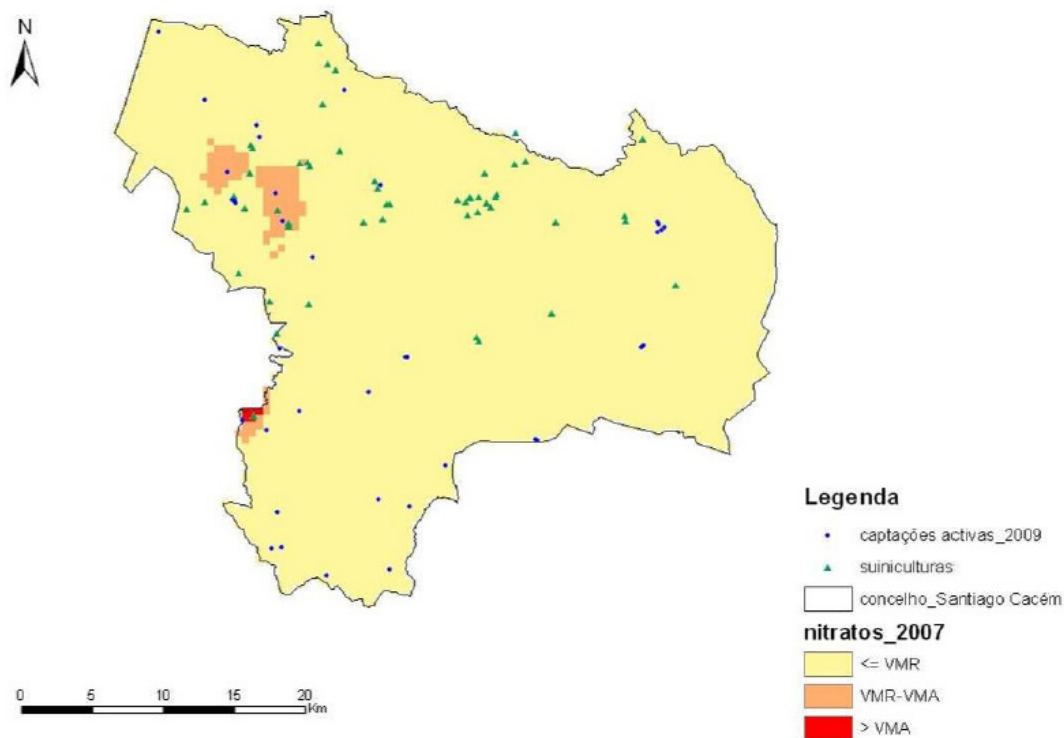 N
Legenda
captações activas_2009
suiniculturas
concelho_Santiago Cacém
nitratos_2007
<= VMR
VMR-VMA
> VMA
0 5 10 15 20
Km